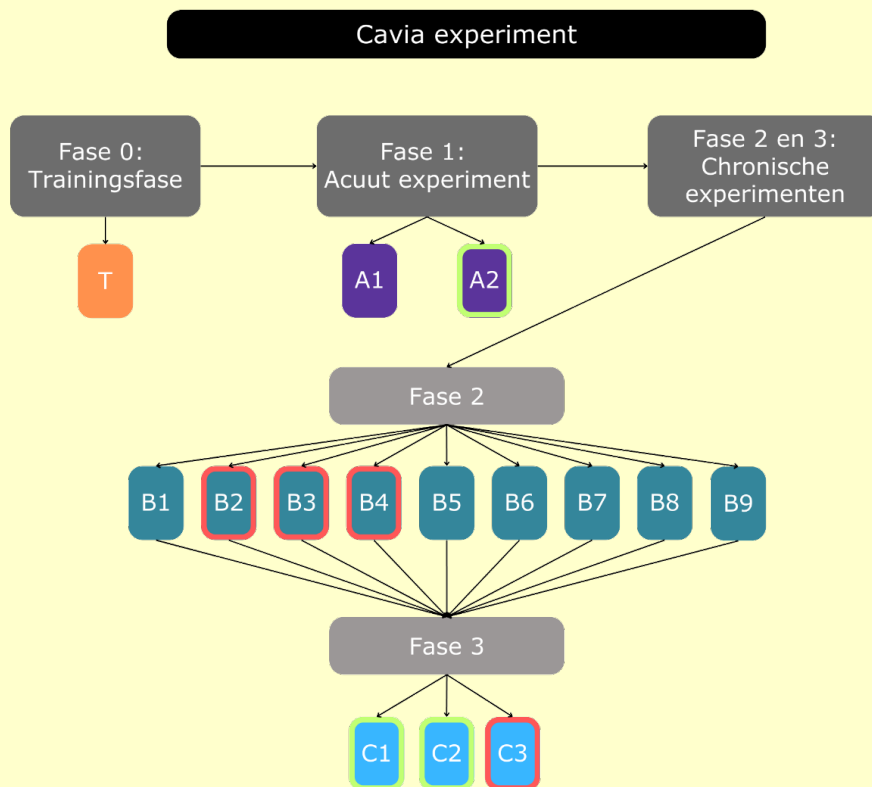 Cavia experiment
Fase 0:
Trainingsfase
Fase 1:
Acuut experiment
Fase 2 en 3:
Chronische
experimenten
T
A1
A2
Fase 2
B1
B2
B3
B4
B5
B6
B7
B8
B9
Fase 3
C1
C2
C3